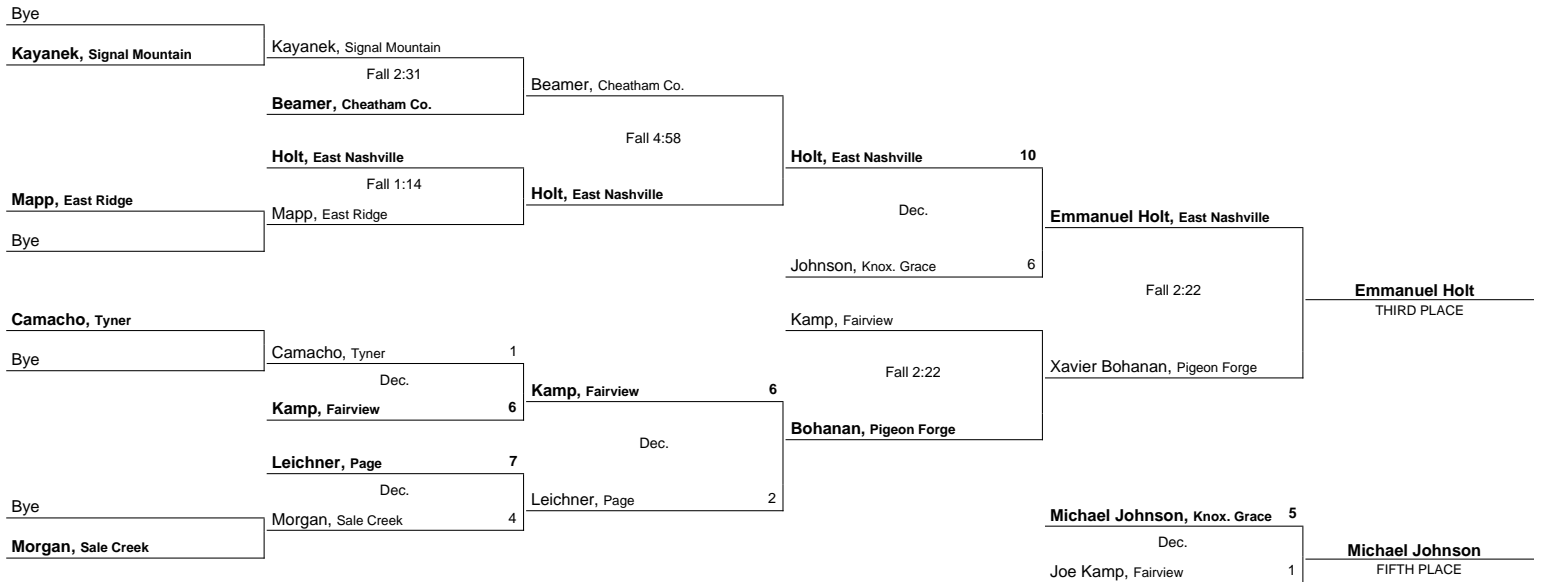 Bye
Kayanek, Signal Mountain
Mapp, East Ridge
Bye
Camacho, Tyner
Bye
Bye
Morgan, Sale Creek
Kayanek, Signal Mountain
Fall 2:31
Beamer, Cheatham Co.
Holt, East Nashville
Fall 1:14
Mapp, East Ridge
Camacho, Tyner 1
Dec.
Kamp, Fairview 6
Leichner, Page 7
Dec.
Morgan, Sale Creek 4
Beamer, Cheatham Co.
Fall 4:58
Holt, East Nashville
Kamp, Fairview 6
Dec.
Leichner, Page 2
Holt, East Nashville 10
Dec.
Johnson, Knox. Grace 6
Kamp, Fairview
Fall 2:22
Bohanan, Pigeon Forge
Emmanuel Holt, East Nashville
Fall 2:22
Xavier Bohanan, Pigeon Forge
Emmanuel Holt
THIRD PLACE
Michael Johnson, Knox. Grace 5
Dec.
Joe Kamp, Fairview 1
Michael Johnson
FIFTH PLACE